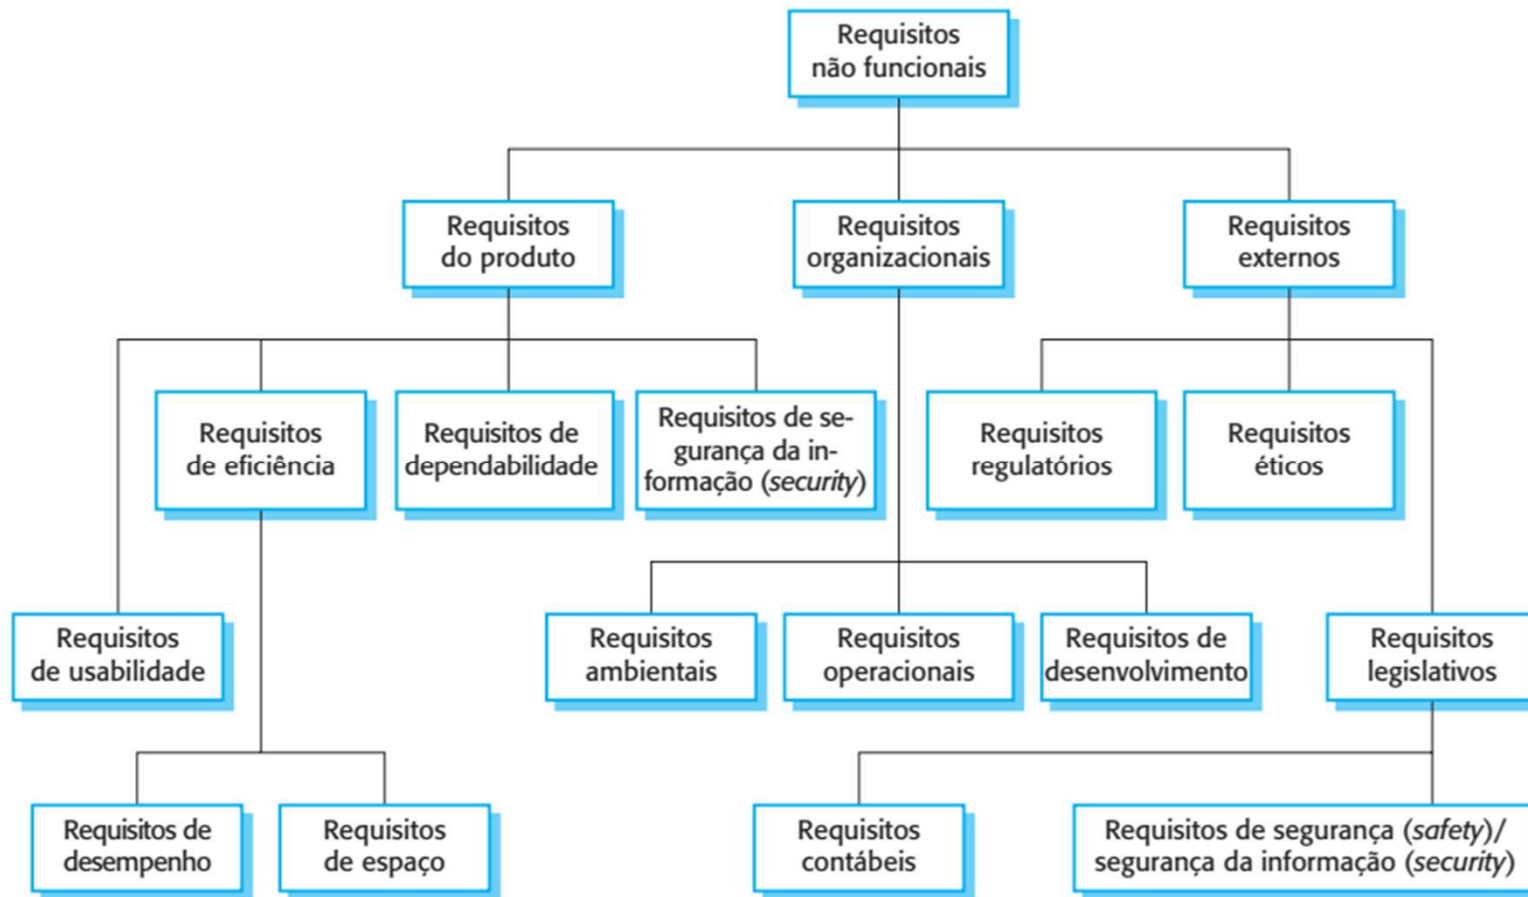 Requisitos
não funcionais
Requisitos
do produto
Requisitos
organizacionais
Requisitos
externos
Requisitos
de eficiência
Requisitos de
dependabilidade
Requisitos de se-
gurança da in-
formação (security)
Requisitos
regulatórios
Requisitos
éticos
Requisitos
de usabilidade
Requisitos
ambientais
Requisitos
operacionais
Requisitos de
desenvolvimento
Requisitos
legislativos
Requisitos de
desempenho
Requisitos
de espaço
Requisitos
contábeis
Requisitos de segurança (safety)/
segurança da informação (security)